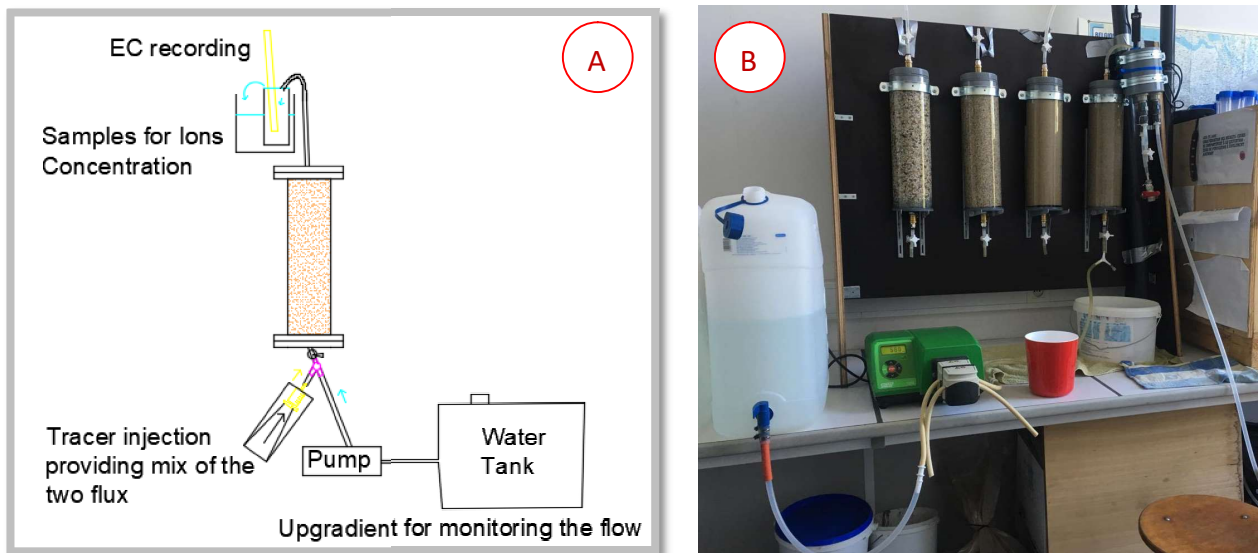 EC recording
A
Samples for Ions
Concentration
Tracer injection
providing mix of the
two flux
Pump
Water
Tank
Upgradient for monitoring the flow
B